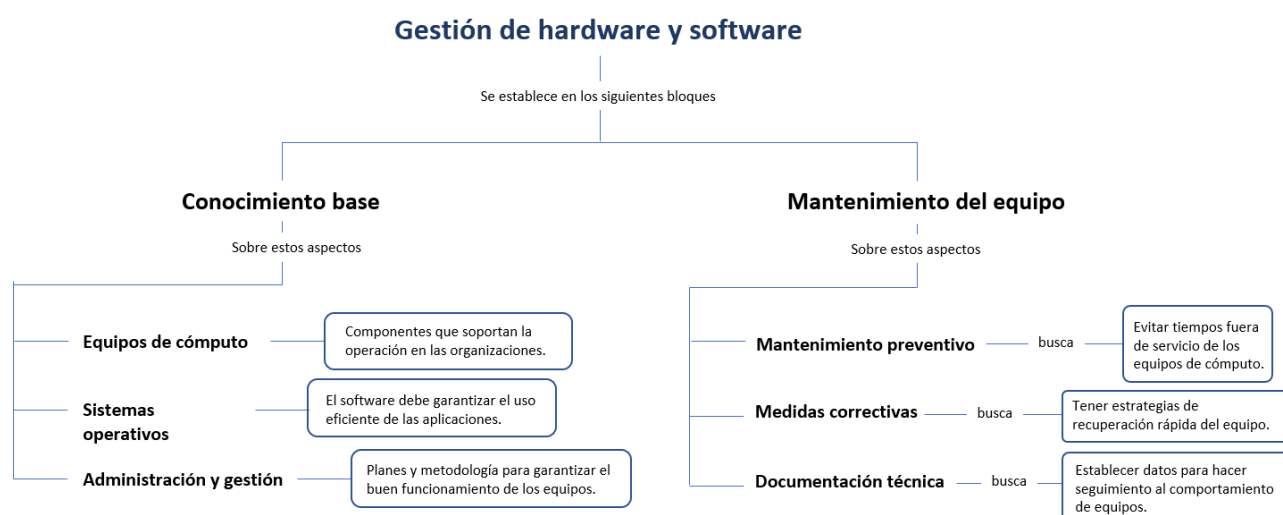 Gestión de hardware y software
Se establece en los siguientes bloques
Conocimiento base
Sobre estos aspectos
Equipos de cómputo
Componentes que soportan la
operación en las organizaciones.
Sistemas
operativos
El software debe garantizar el uso
eficiente de las aplicaciones.
Administración y gestión
Planes y metodología para garantizar el
buen funcionamiento de los equipos.
Mantenimiento del equipo
Sobre estos aspectos
Mantenimiento preventivo
busca
Evitar tiempos fuera
de servicio de los
equipos de cómputo.
Medidas correctivas
busca
Tener estrategias de
recuperación rápida del equipo.
Documentación técnica
busca
Establecer datos para hacer
seguimiento al comportamiento
de equipos.